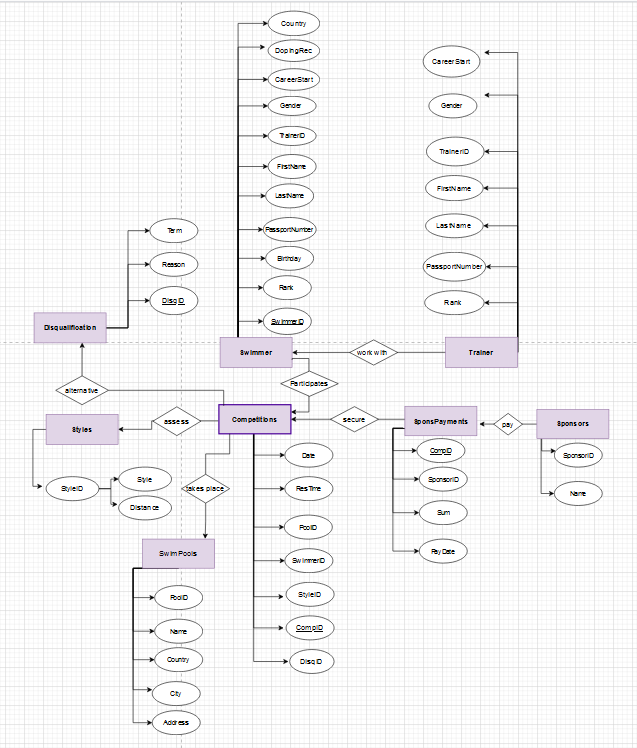 Country
DopingRec
CareerStart
Gender
TrainerID
FirstName
LastName
PassportNumber
Birthday
Rank
SwimmerID
CareerStart
Gender
TrainerID
FirstName
LastName
PassportNumber
Rank
Term
Reason
DisqID
Disqualification
Swimmer
work with
Trainer
alternative
Participates
Styles
assess
Competitions
secure
SponsPayments
pay
Sponsors
StyleID
Style
Distance
takes place
SwimPools
PoolID
Name
Country
City
Address
Date
ResTime
PoolID
SwimmerID
StyleID
CompID
DisqID
CompID
SponsorID
Sum
PayDate
SponsorID
Name